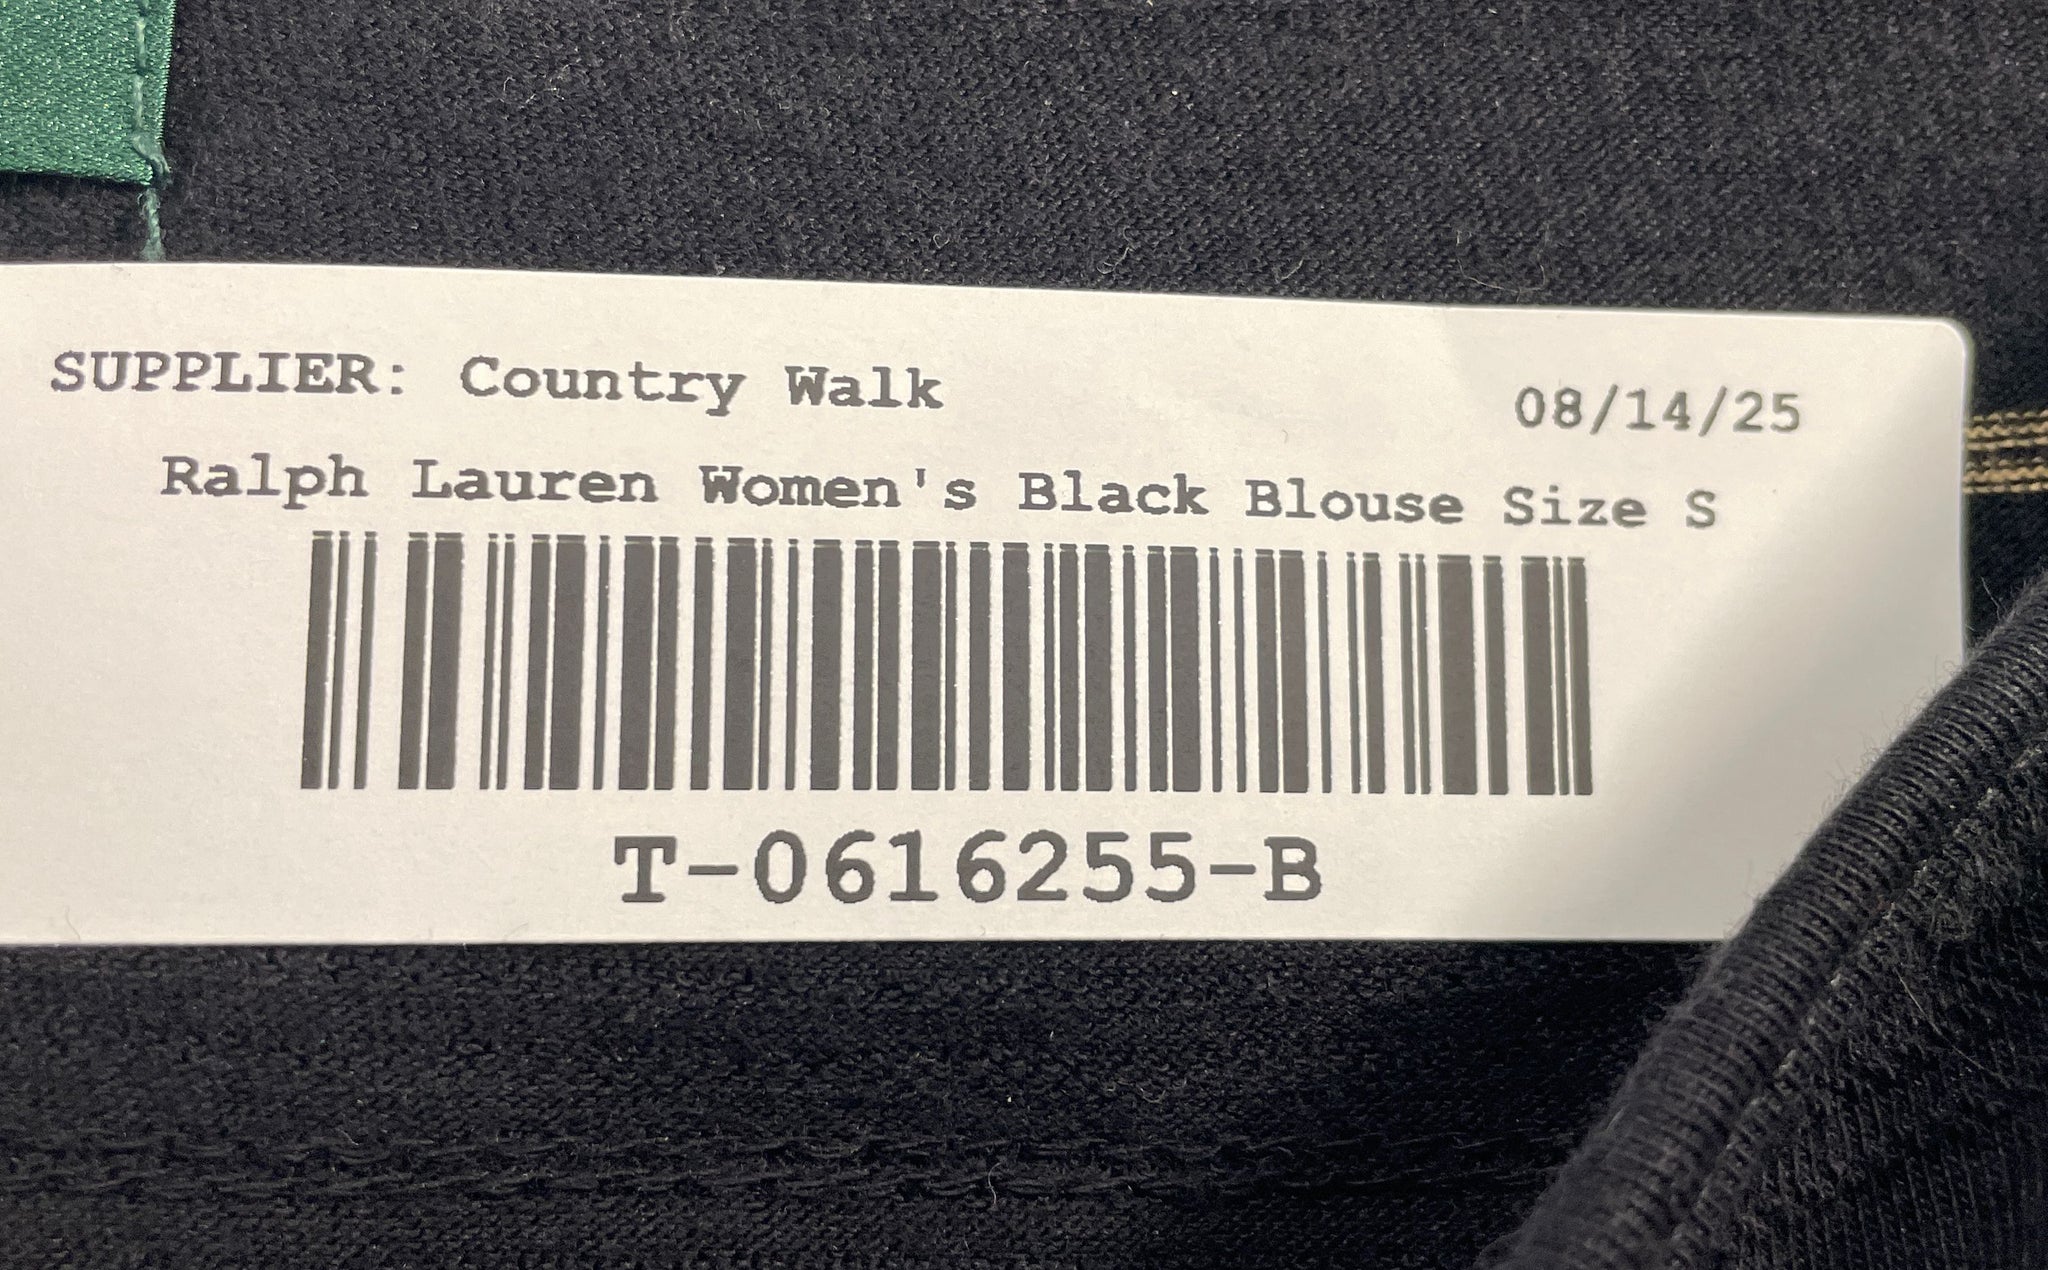 SUPPLIER: Country Walk 08/14/25
Ralph Lauren Women's Black Blouse Size S
T-0616255-B